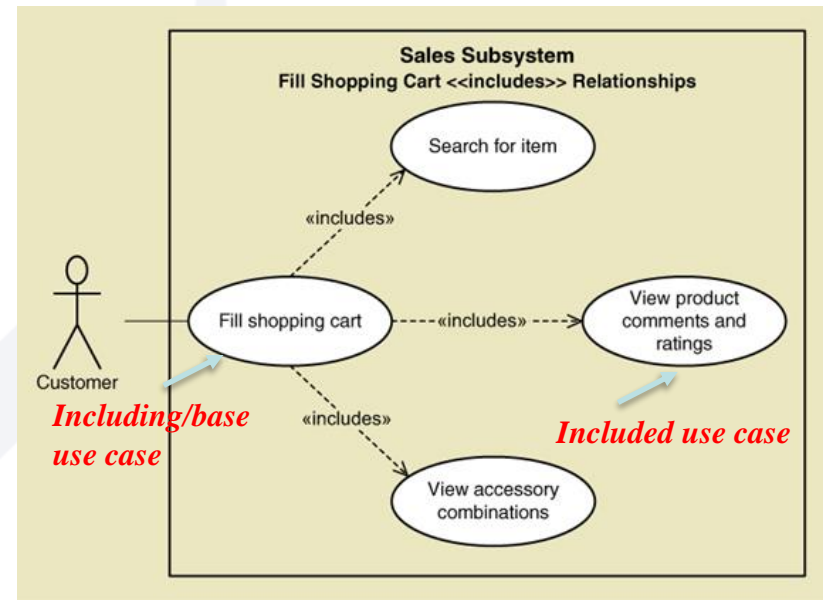 Sales Subsystem
Fill Shopping Cart <<includes>> Relationships
Search for item
«includes»
Fill shopping cart
«includes»
View product
comments and
ratings
Customer
Including/base
use case
«includes»
Included use case
View accessory
combinations